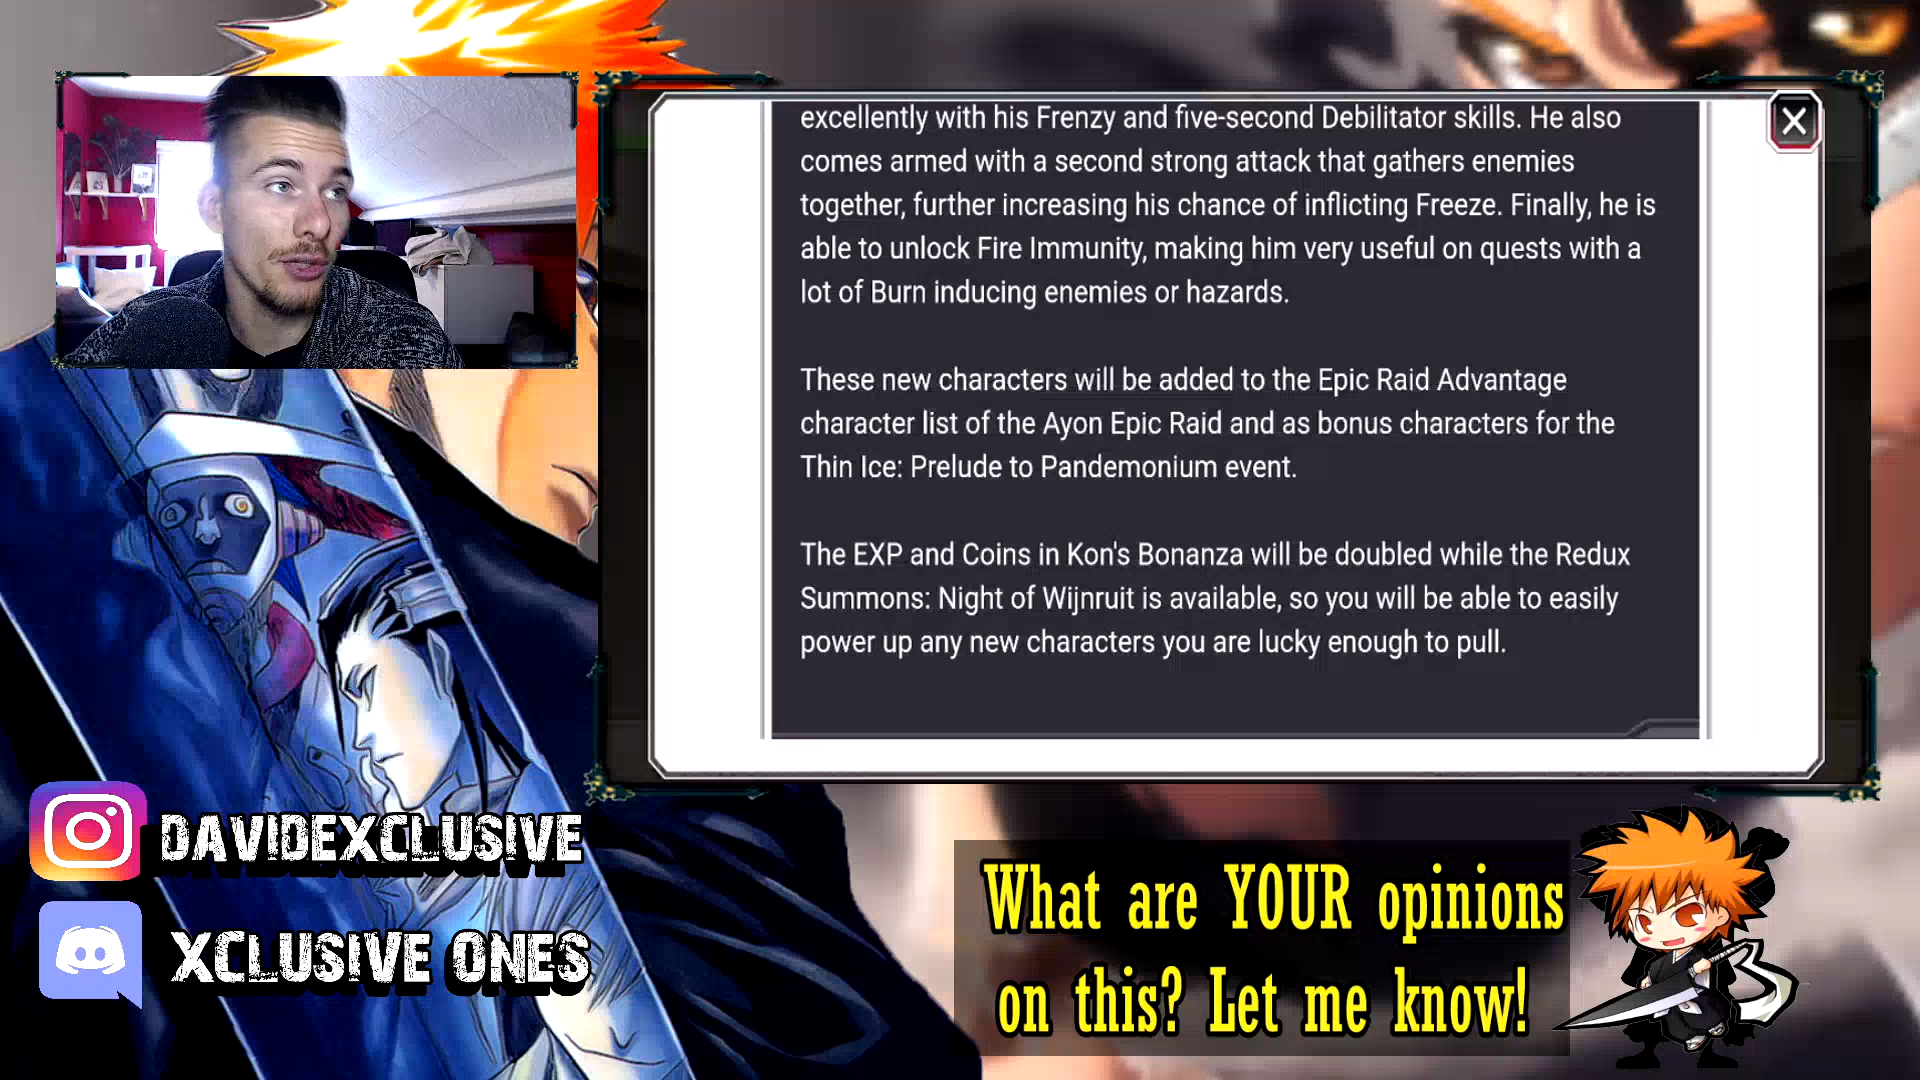 excellently with his Frenzy and five-second Debilitator skills. He also
comes armed with a second strong attack that gathers enemies
together, further increasing his chance of inflicting Freeze. Finally, he is
able to unlock Fire Immunity, making him very useful on quests with a
lot of Burn inducing enemies or hazards.
These new characters will be added to the Epic Raid Advantage
character list of the Ayon Epic Raid and as bonus characters for the
Thin Ice: Prelude to Pandemonium event.
The EXP and Coins in Kon's Bonanza will be doubled while the Redux
Summons: Night of Wijnruit is available, so you will be able to easily
power up any new characters you are lucky enough to pull.
DAVIDEXCLUSIVE
XCLUSIVE ONES
What are YOUR opinions
on this? Let me know!